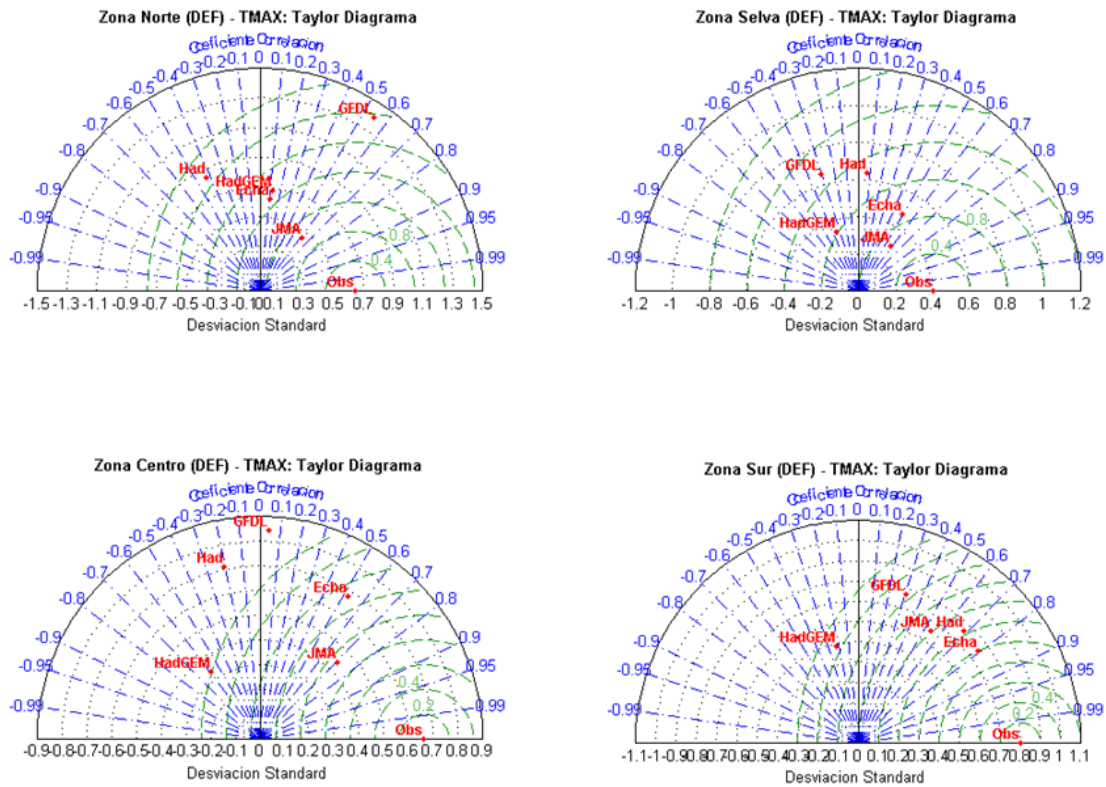 Zona Norte (DEF) - TMAX: Taylor Diagrama
Coeficiente Correlacion
-0.99 -0.95 -0.9 -0.8 -0.7 -0.6 -0.5 -0.4 -0.3 -0.2 -0.1 0 0.1 0.2 0.3 0.4 0.5 0.6 0.7 0.8 0.9 0.95 0.99
GFDL
Had
HadGEM
Echa
JMA
0.8
0.4
Obs
-1.5 -1.3 -1.1 -0.9 -0.7 -0.5 -0.3 -0.1 0 0.1 0.3 0.5 0.7 0.9 1.1 1.3 1.5
Desviacion Standard
Zona Selva (DEF) - TMAX: Taylor Diagrama
Coeficiente Correlacion
-0.99 -0.95 -0.9 -0.8 -0.7 -0.6 -0.5 -0.4 -0.3 -0.2 -0.1 0 0.1 0.2 0.3 0.4 0.5 0.6 0.7 0.8 0.9 0.95 0.99
GFDL Had
Echa
HadGEM
JMA
0.8
0.4
Obs
-1.2 -1 -0.8 -0.6 -0.4 -0.2 0 0.2 0.4 0.6 0.8 1 1.2
Desviacion Standard
Zona Centro (DEF) - TMAX: Taylor Diagrama
Coeficiente Correlacion
-0.99 -0.95 -0.9 -0.8 -0.7 -0.6 -0.5 -0.4 -0.3 -0.2 -0.1 0 0.1 0.2 0.3 0.4 0.5 0.6 0.7 0.8 0.9 0.95 0.99
GFDL
Had
Echa
HadGEM
JMA
0.4
0.2
Obs
-0.9 -0.8 -0.7 -0.6 -0.5 -0.4 -0.3 -0.2 -0.1 0 0.1 0.2 0.3 0.4 0.5 0.6 0.7 0.8 0.9
Desviacion Standard
Zona Sur (DEF) - TMAX: Taylor Diagrama
Coeficiente Correlacion
-0.99 -0.95 -0.9 -0.8 -0.7 -0.6 -0.5 -0.4 -0.3 -0.2 -0.1 0 0.1 0.2 0.3 0.4 0.5 0.6 0.7 0.8 0.9 0.95 0.99
GFDL
JMA Had
HadGEM
Echa
0.4
0.2
Obs
-1.1 -1 -0.9 -0.8 -0.7 -0.6 -0.5 -0.4 -0.3 -0.2 -0.1 0 0.1 0.2 0.3 0.4 0.5 0.6 0.7 0.8 0.9 1 1.1
Desviacion Standard